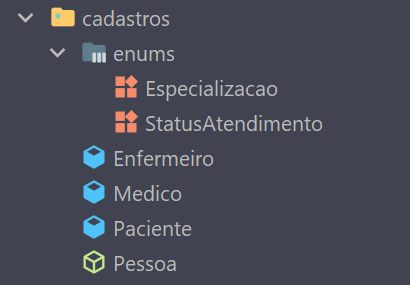 cadastros
enums
Especializacao
StatusAtendimento
Enfermeiro
Medico
Paciente
Pessoa